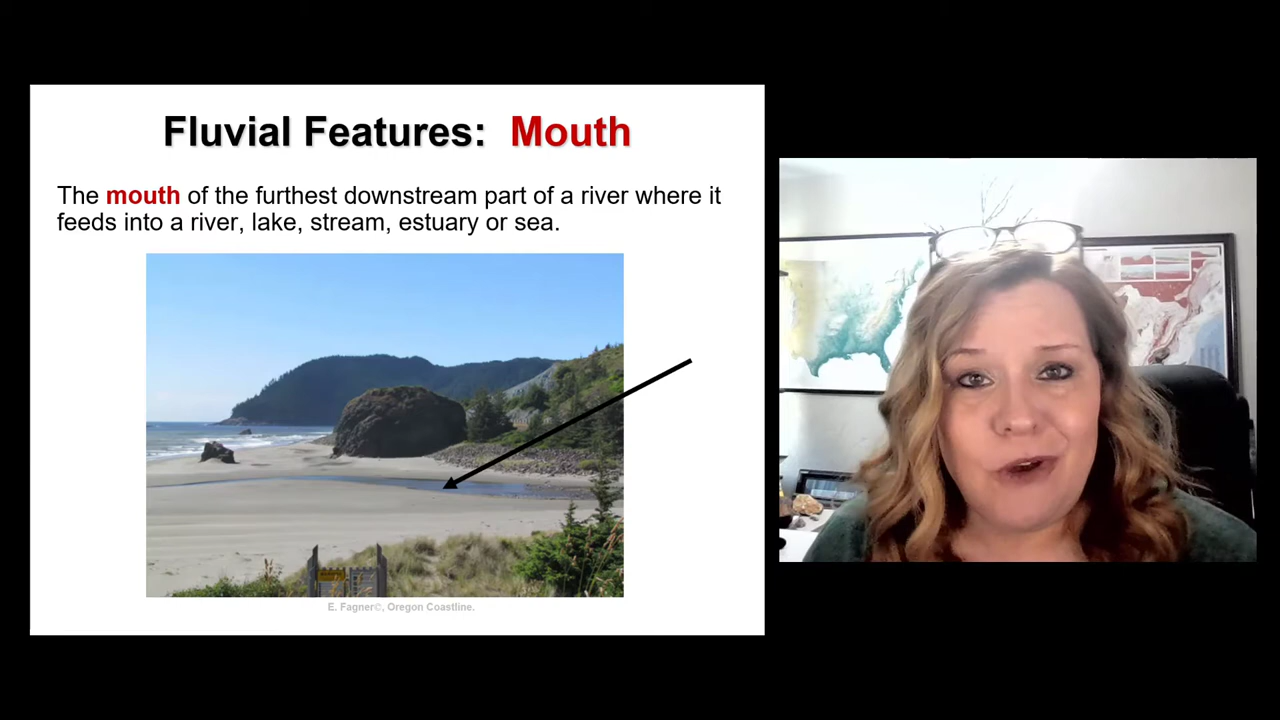 Fluvial Features: Mouth
The mouth of the furthest downstream part of a river where it
feeds into a river, lake, stream, estuary or sea.
E. Fagner©, Oregon Coastline.